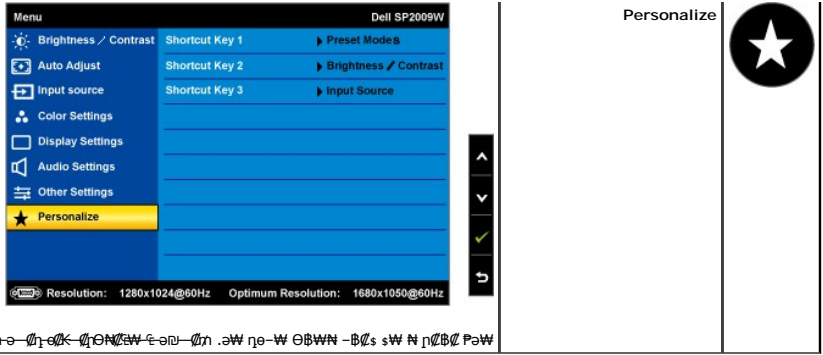 Menu Dell SP2009W
Personalize
Brightness / Contrast Shortcut Key 1 Preset Modes
Auto Adjust Shortcut Key 2 Brightness / Contrast
Input source Shortcut Key 3 Input Source
Color Settings
Display Settings
Audio Settings
Other Settings
Personalize
Resolution: 1280x1024@60Hz Optimum Resolution: 1680x1050@60Hz